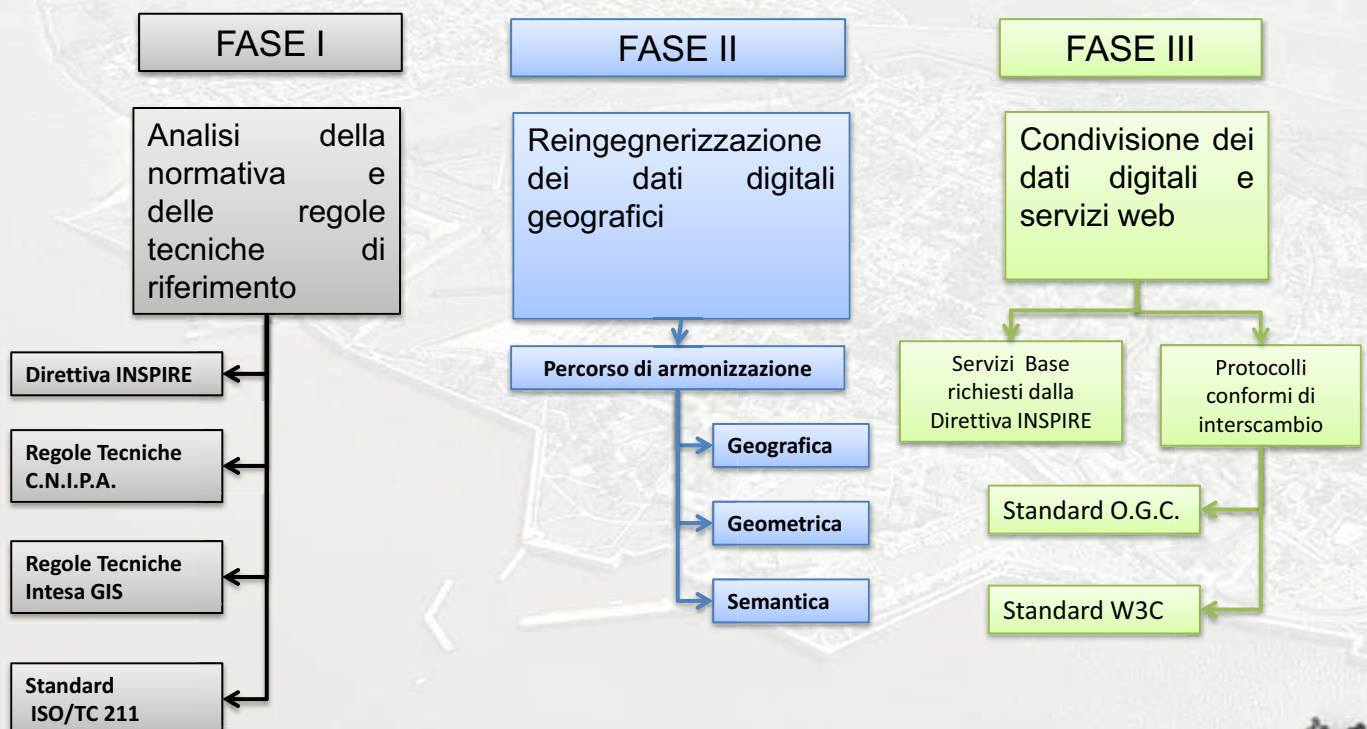 FASE I
Analisi della
normativa e
delle regole
tecniche di
riferimento
Direttiva INSPIRE
Regole Tecniche
C.N.I.P.A.
Regole Tecniche
Intesa GIS
Standard
ISO/TC 211
FASE II
Reingegnerizzazione
dei dati digitali
geografici
Percorso di armonizzazione
Geografica
Geometrica
Semantica
FASE III
Condivisione dei
dati digitali e
servizi web
Servizi Base
richiesti dalla
Direttiva INSPIRE
Protocolli
conformi di
interscambio
Standard O.G.C.
Standard W3C